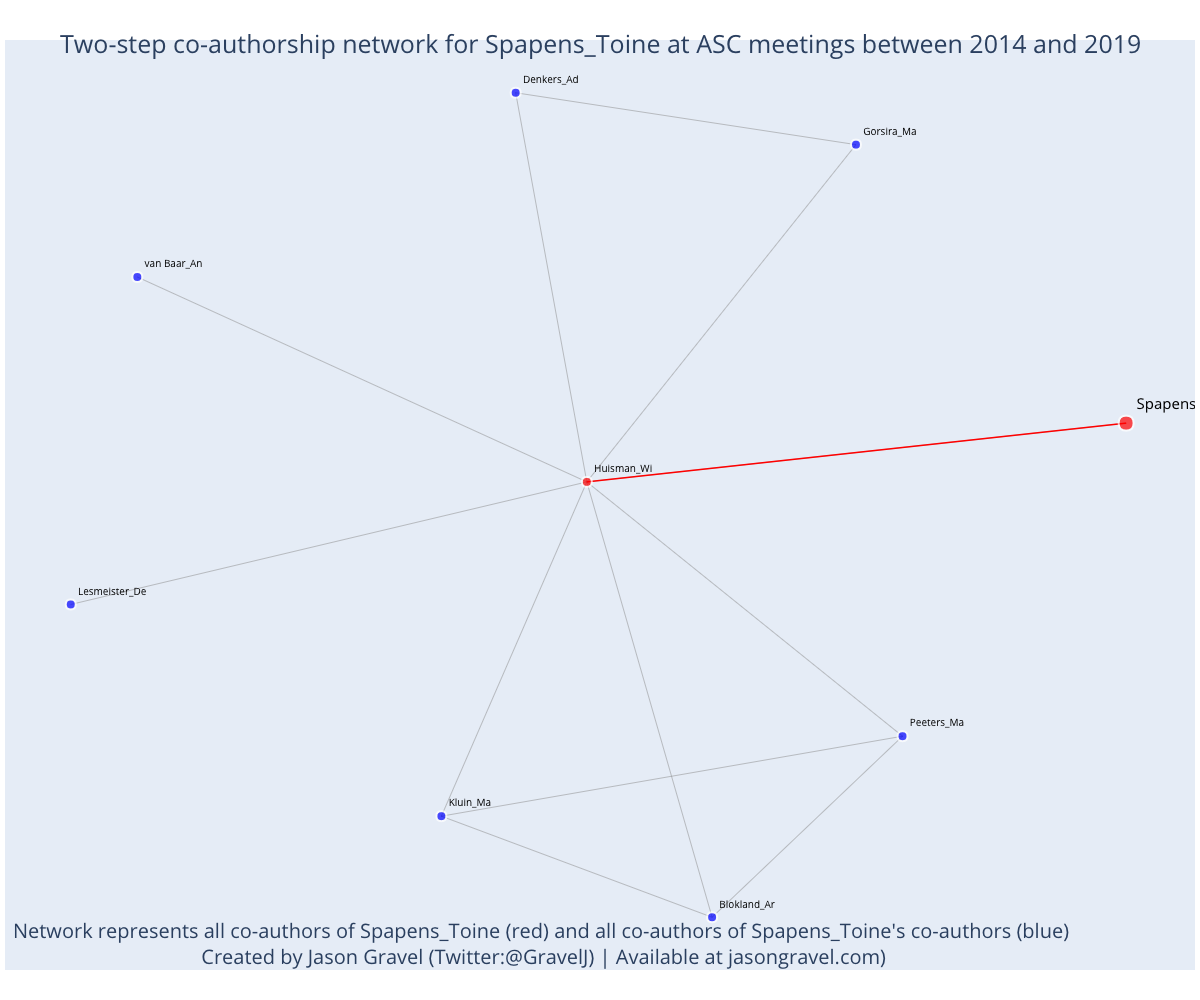 Two-step co-authorship network for Spapens_Toine at ASC meetings between 2014 and 2019
Denkers_Ad
Gorsira_Ma
van Baar_An
Spapens
Huisman_Wi
Lesmeister_De
Peeters_Ma
Kluin_Ma
Blokland_Ar
Network represents all co-authors of Spapens_Toine (red) and all co-authors of Spapens_Toine's co-authors (blue)
Created by Jason Gravel (Twitter:@GravelJ) | Available at jasongravel.com)